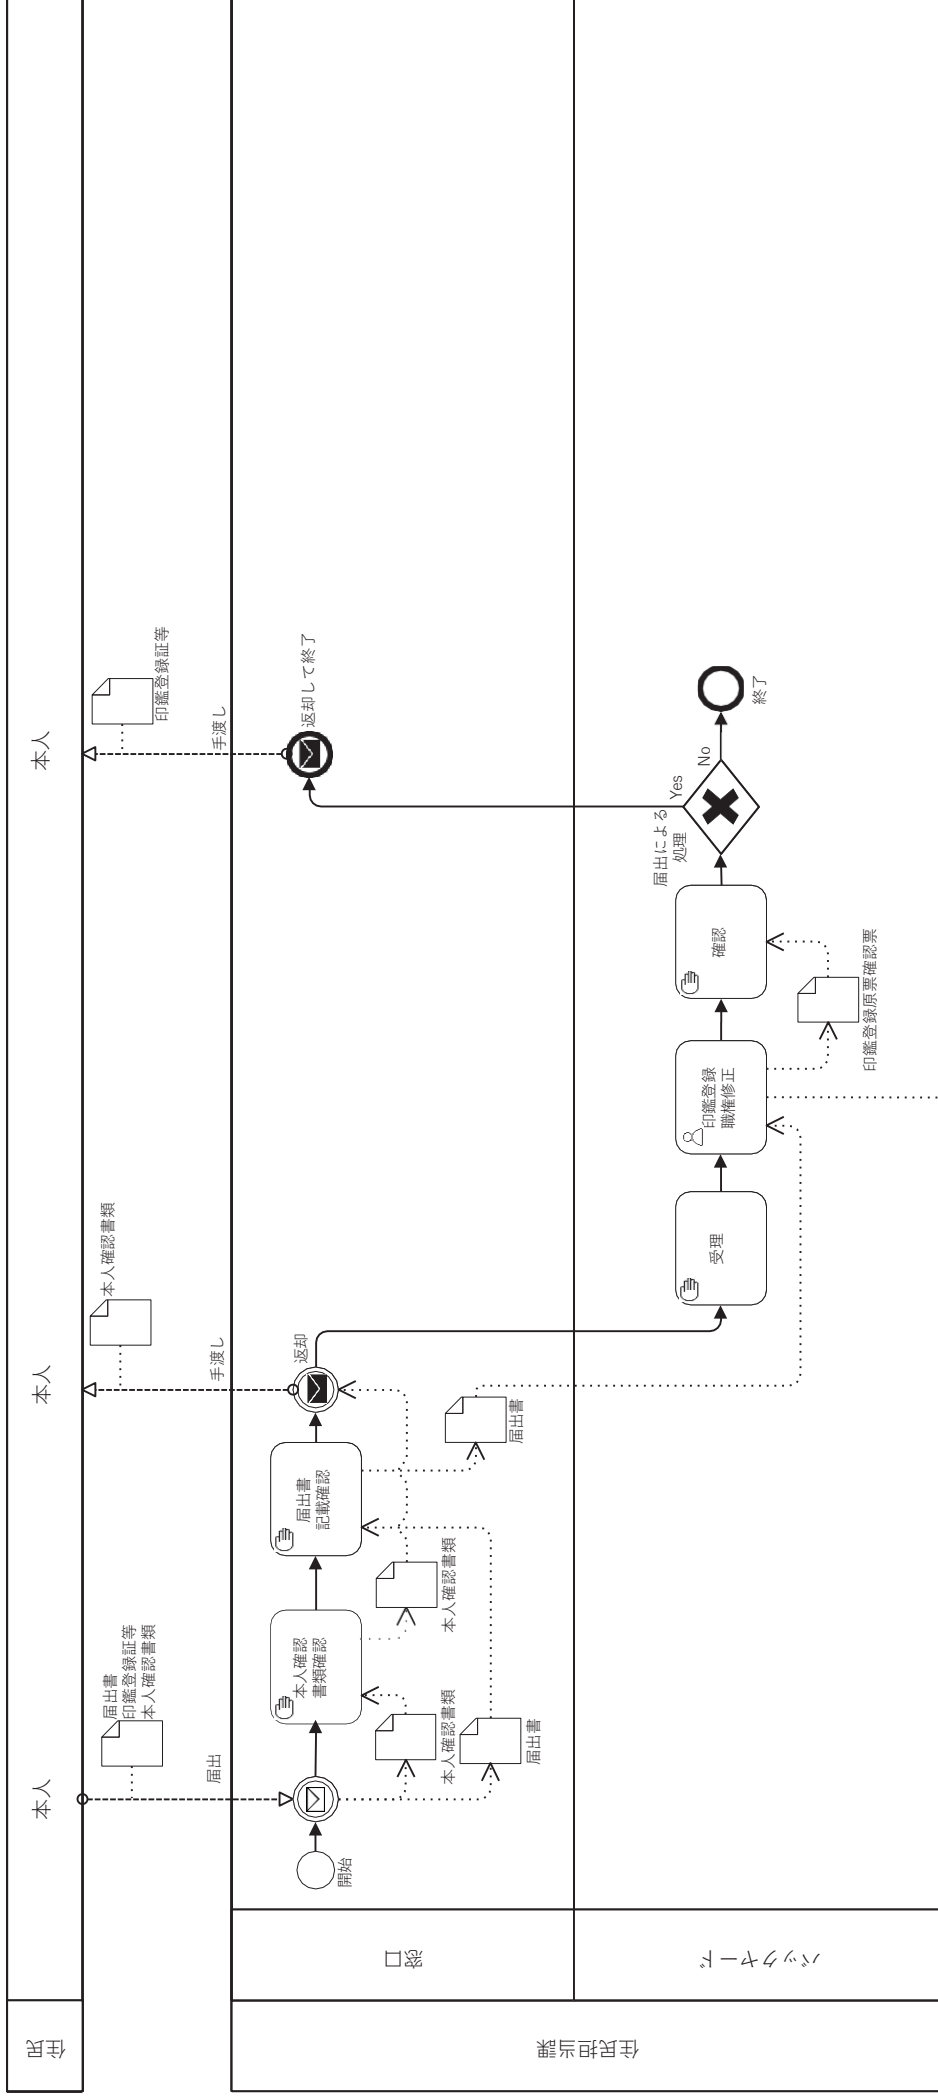 住民
住民担当課
窓口
バックヤード
本人
本人
本人
届出書
印鑑登録証等
本人確認書類
届出
本人確認書類
手渡し
印鑑登録証等
手渡し
開始
本人確認
書類確認
届出書
記載確認
返却
返却して終了
本人確認書類
届出書
本人確認書類
届出書
受理
印鑑登録
職権修正
確認
届出による
処理
Yes
No
終了
印鑑登録原票確認票